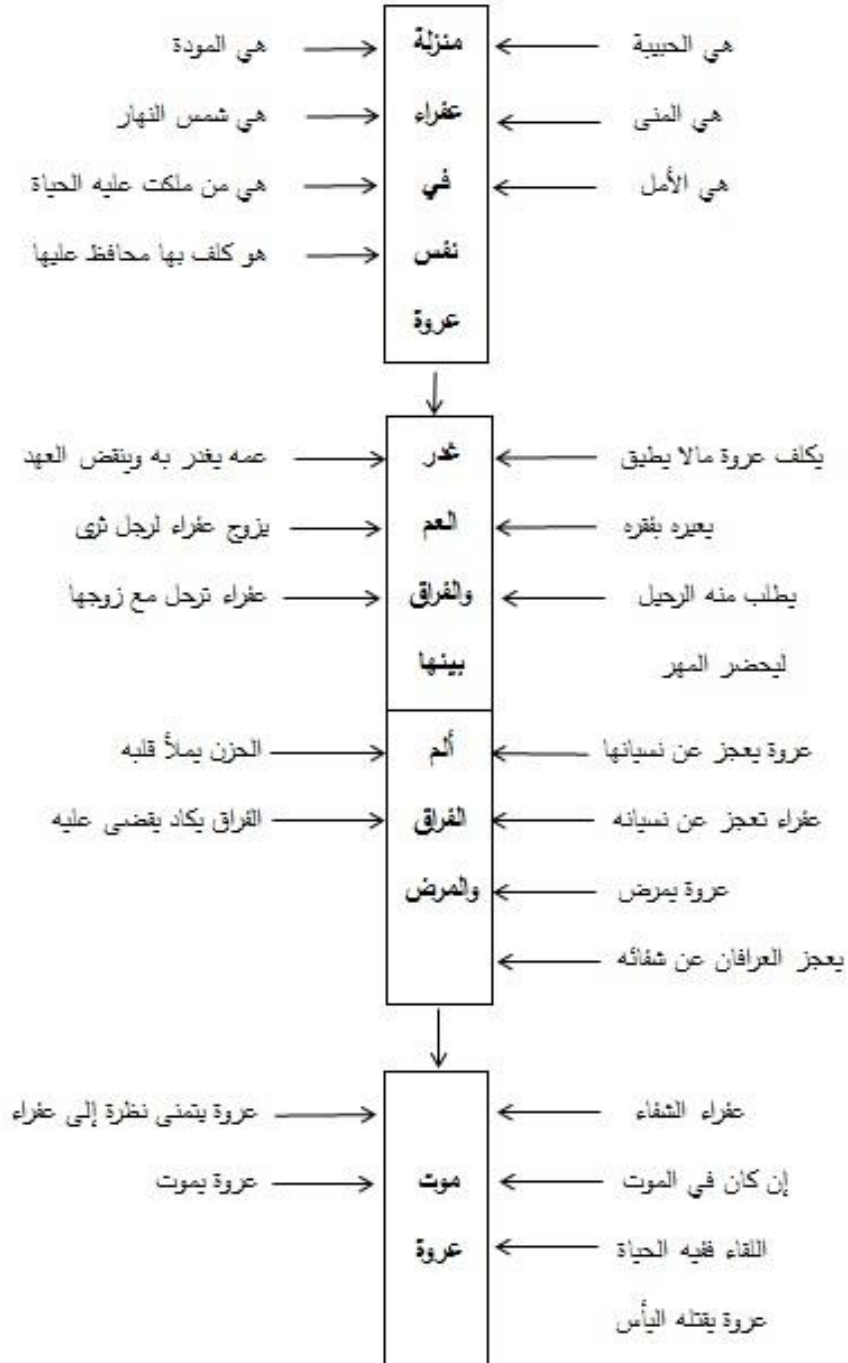 هي الحبيبة
منزلة
هي المودة
هي المنى
عفراء
هي شمس النهار
هي الأمل
في
هي من ملكت عليه الحياة
نفس
هو كلف بها محافظ عليها
عروة
يكلف عروة مالا يطيق
غدر
عمه يغدر به وينقض العهد
يعيره بفقره
العم
يزوج عفراء لرجل ثرى
يطلب منه الرحيل
والفراق
عفراء ترحل مع زوجها
ليحضر المهر
بينها
عروة يعجز عن نسيانها
ألم
الحزن يملأ قلبه
عفراء تعجز عن نسيانه
الفراق
الفراق يكاد يقضى عليه
عروة يمرض
والمرض
يعجز العرافان عن شفائه
عفراء الشفاء
عروة يتمنى نظرة إلى عفراء
إن كان في الموت
موت
عروة يموت
اللقاء ففيه الحياة
عروة
عروة يقتله اليأس